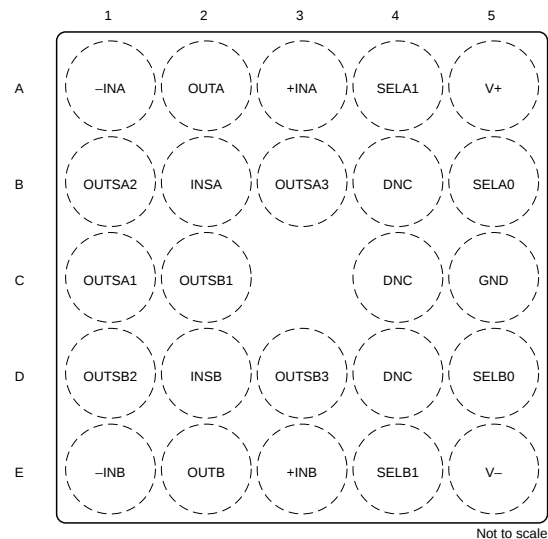 1 2 3 4 5
A –INA OUTA +INA SELA1 V+
B OUTSA2 INSA OUTSA3 DNC SELA0
C OUTSA1 OUTSB1 DNC GND
D OUTSB2 INSB OUTSB3 DNC SELB0
E –INB OUTB +INB SELB1 V–
Not to scale